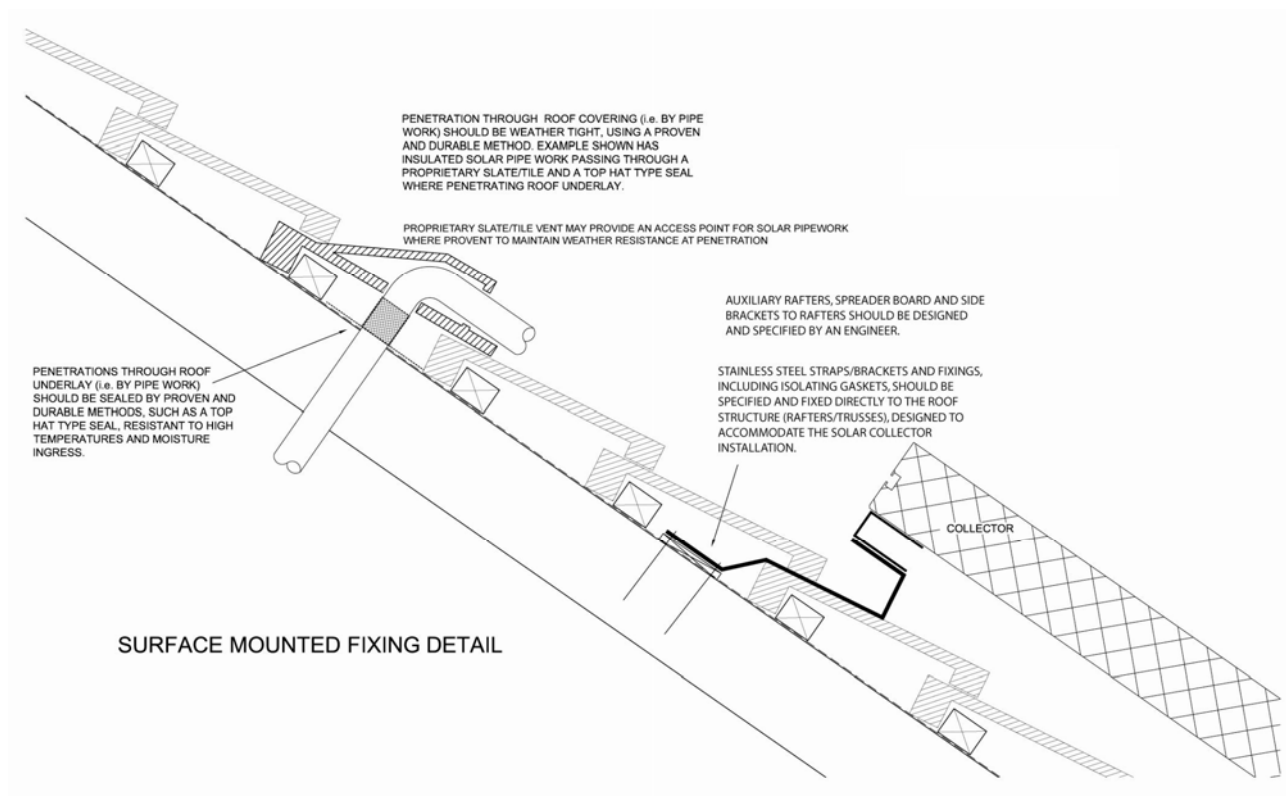 PENETRATION THROUGH ROOF COVERING (i.e. BY PIPE
WORK) SHOULD BE WEATHER TIGHT, USING A PROVEN
AND DURABLE METHOD. EXAMPLE SHOWN HAS
INSULATED SOLAR PIPE WORK PASSING THROUGH A
PROPRIETARY SLATE/TILE AND A TOP HAT TYPE SEAL
WHERE PENETRATING ROOF UNDERLAY.
PROPRIETARY SLATE/TILE VENT MAY PROVIDE AN ACCESS POINT FOR SOLAR PIPEWORK
WHERE PROVENT TO MAINTAIN WEATHER RESISTANCE AT PENETRATION
AUXILIARY RAFTERS, SPREADER BOARD AND SIDE
BRACKETS TO RAFTERS SHOULD BE DESIGNED
AND SPECIFIED BY AN ENGINEER.
PENETRATIONS THROUGH ROOF
UNDERLAY (i.e. BY PIPE WORK)
SHOULD BE SEALED BY PROVEN AND
DURABLE METHODS, SUCH AS A TOP
HAT TYPE SEAL, RESISTANT TO HIGH
TEMPERATURES AND MOISTURE
INGRESS.
STAINLESS STEEL STRAPS/BRACKETS AND FIXINGS,
INCLUDING ISOLATING GASKETS, SHOULD BE
SPECIFIED AND FIXED DIRECTLY TO THE ROOF
STRUCTURE (RAFTERS/TRUSSES), DESIGNED TO
ACCOMMODATE THE SOLAR COLLECTOR
INSTALLATION.
COLLECTOR
SURFACE MOUNTED FIXING DETAIL